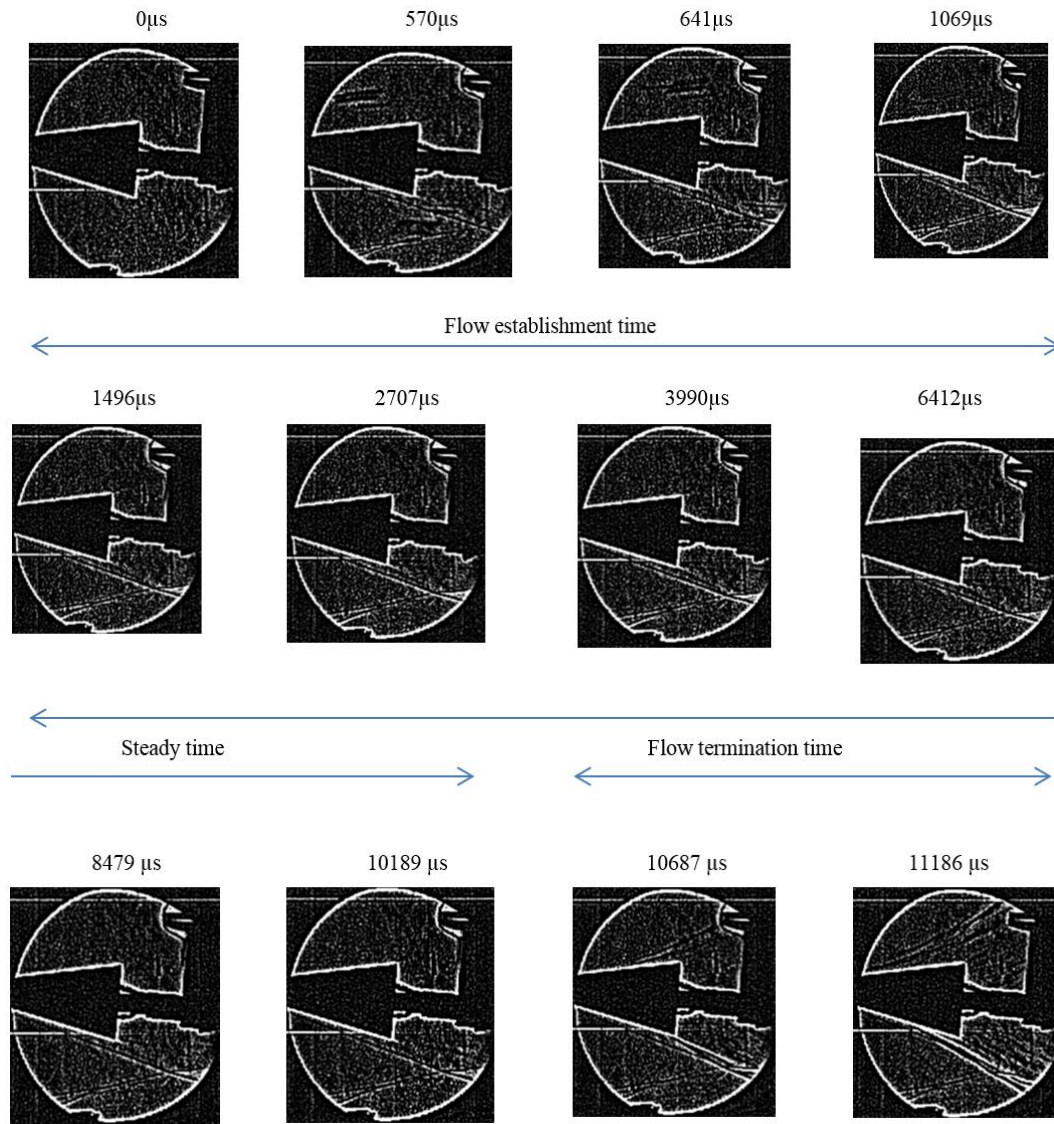 0µs 570µs 641µs 1069µs
Flow establishment time
1496µs 2707µs 3990µs 6412µs
Steady time Flow termination time
8479 µs 10189 µs 10687 µs 11186 µs